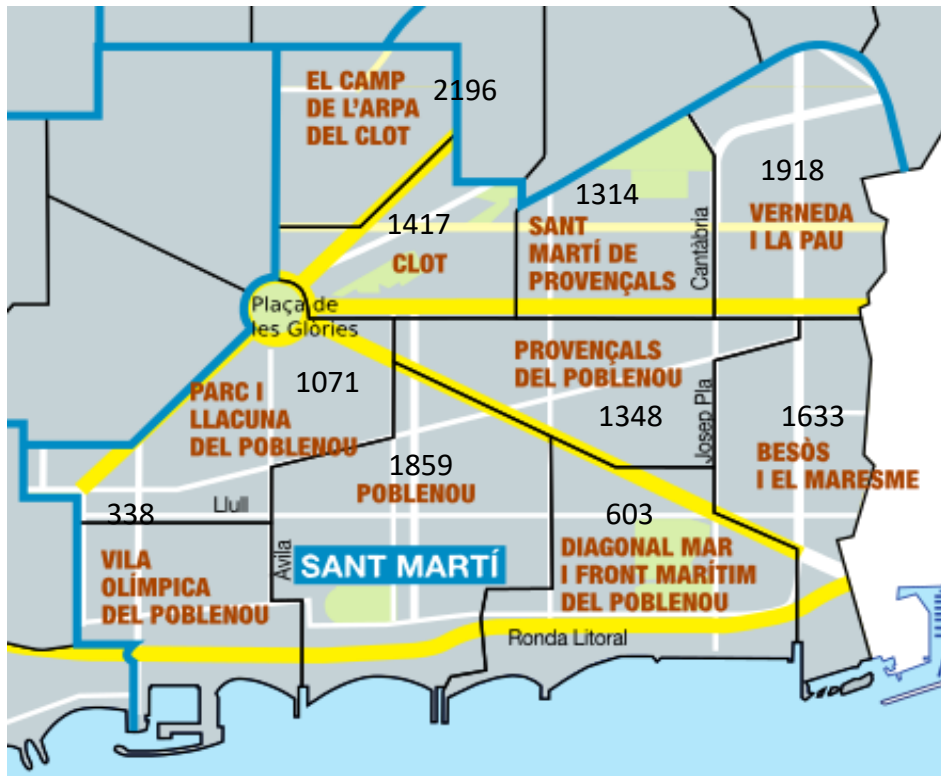 EL CAMP
DE L'ARPA
DEL CLOT
2196
1417
CLOT
1314
SANT
MARTÍ DE
PROVENÇALS
Cantàbria
1918
VERNEDA
I LA PAU
Plaça de
les Glòries
PARC I
LLACUNA
DEL POBLENOU
1071
PROVENÇALS
DEL POBLENOU
1348
Josep Pla
1633
BESÒS
I EL MARESME
1859
POBLENOU
Llull
338
VILA
OLÍMPICA
DEL POBLENOU
Àvila
SANT MARTÍ
603
DIAGONAL MAR
I FRONT MARÍTIM
DEL POBLENOU
Ronda Litoral